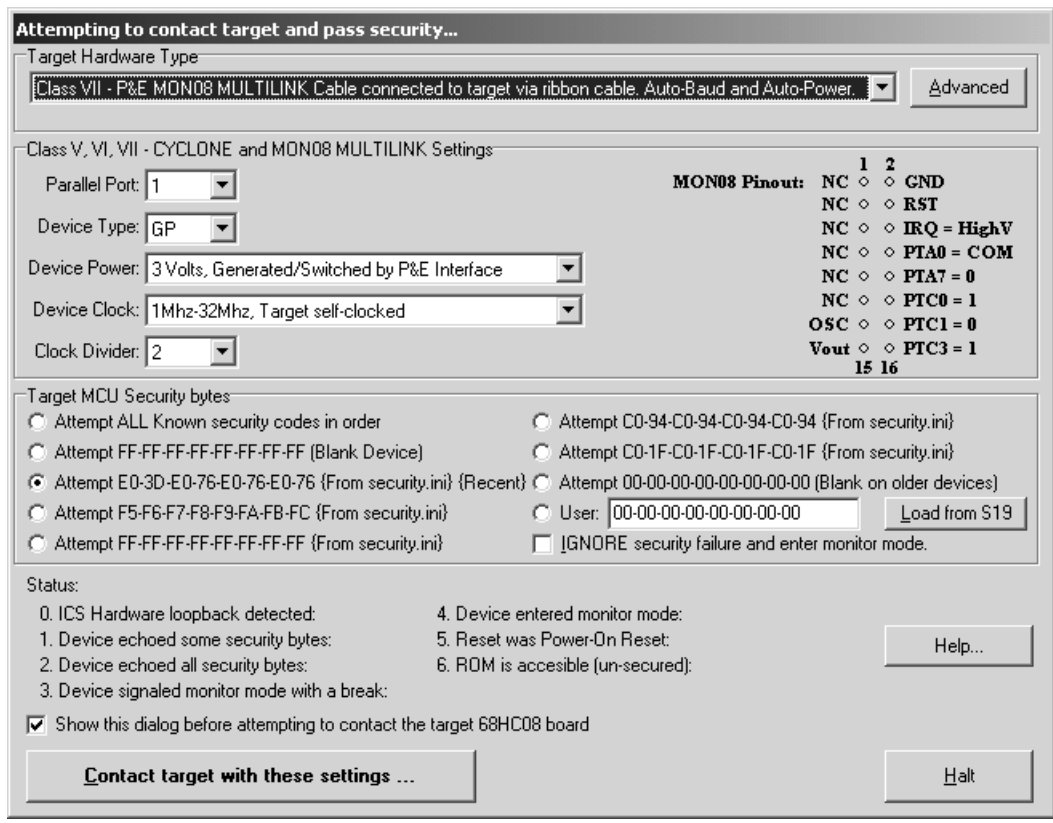 Attempting to contact target and pass security...
Target Hardware Type
Class VII - P&E MON08 MULTILINK Cable connected to target via ribbon cable. Auto-Baud and Auto-Power.
Advanced
Class V, VI, VII - CYCLONE and MON08 MULTILINK Settings
Parallel Port: 1
Device Type: GP
Device Power: 3 Volts, Generated/Switched by P&E Interface
Device Clock: 1Mhz-32Mhz, Target self-clocked
Clock Divider: 2
1 2
MON08 Pinout: NC GND
NC RST
NC IRQ = HighV
NC PTA0 = COM
NC PTA7 = 0
NC PTC0 = 1
OSC PTC1 = 0
Vout PTC3 = 1
15 16
Target MCU Security bytes
Attempt ALL Known security codes in order
Attempt FF-FF-FF-FF-FF-FF-FF-FF (Blank Device)
Attempt E0-3D-E0-76-E0-76-E0-76 {From security.ini} {Recent}
Attempt F5-F6-F7-F8-F9-FA-FB-FC {From security.ini}
Attempt FF-FF-FF-FF-FF-FF-FF-FF {From security.ini}
Attempt C0-94-C0-94-C0-94-C0-94 {From security.ini}
Attempt C0-1F-C0-1F-C0-1F-C0-1F {From security.ini}
Attempt 00-00-00-00-00-00-00-00 (Blank on older devices)
User: 00-00-00-00-00-00-00-00 Load from S19
IGNORE security failure and enter monitor mode.
Status:
0. ICS Hardware loopback detected:
1. Device echoed some security bytes:
2. Device echoed all security bytes:
3. Device signaled monitor mode with a break:
4. Device entered monitor mode:
5. Reset was Power-On Reset:
6. ROM is accesible (un-secured):
Help...
Show this dialog before attempting to contact the target 68HC08 board
Contact target with these settings ...
Halt